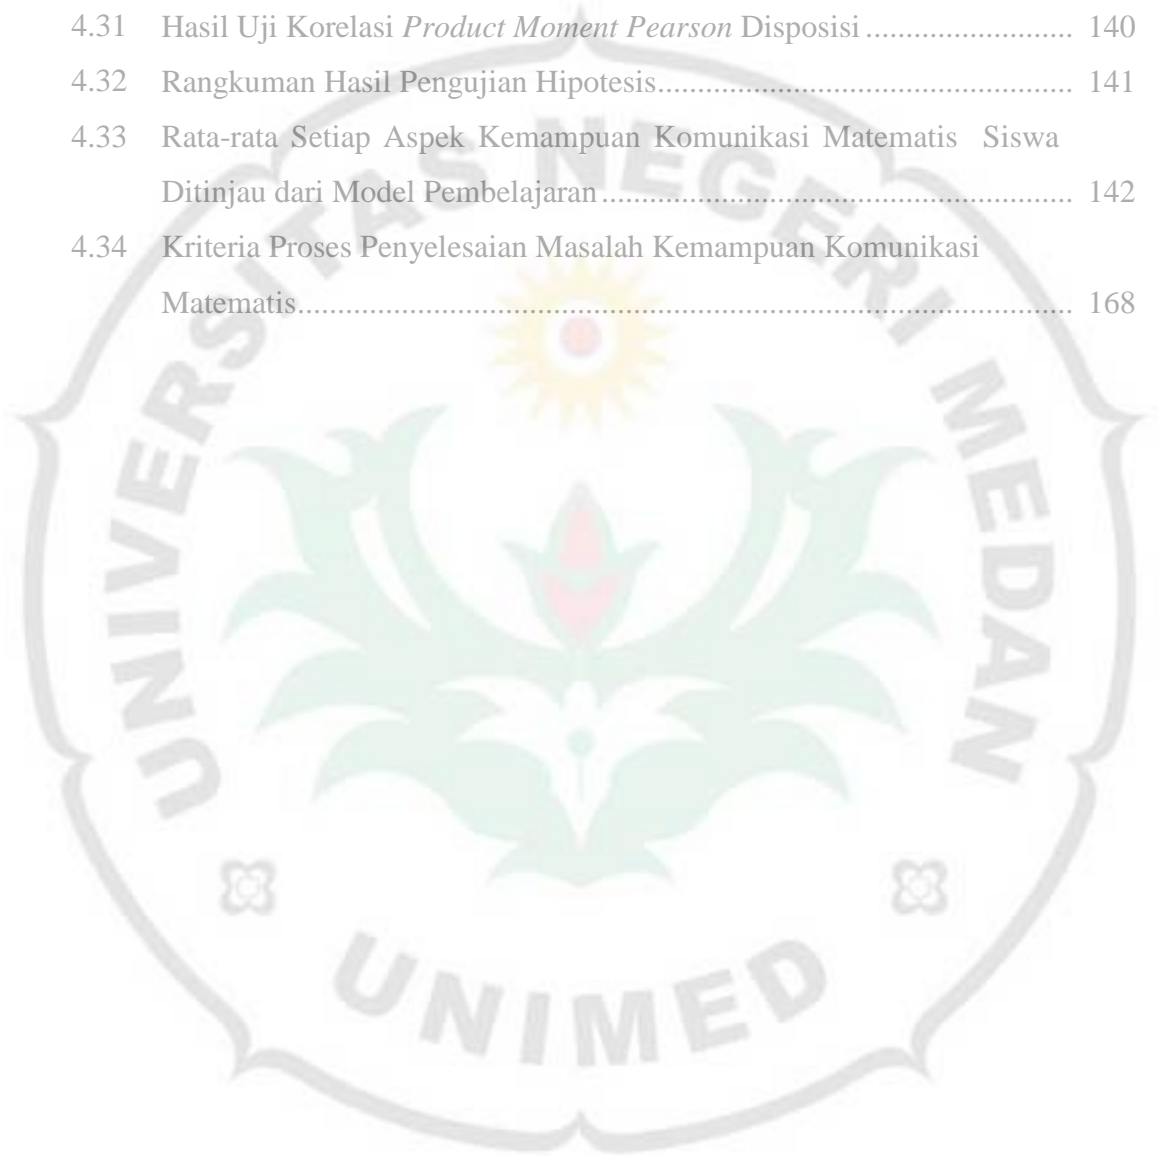 4.31 Hasil Uji Korelasi Product Moment Pearson Disposisi ........................ 140
4.32 Rangkuman Hasil Pengujian Hipotesis................................................ 141
4.33 Rata-rata Setiap Aspek Kemampuan Komunikasi Matematis Siswa
Ditinjau dari Model Pembelajaran ...................................................... 142
4.34 Kriteria Proses Penyelesaian Masalah Kemampuan Komunikasi
Matematis.......................................................................................... 168
UNIVERSITAS NEGERI MEDAN
UNIMED